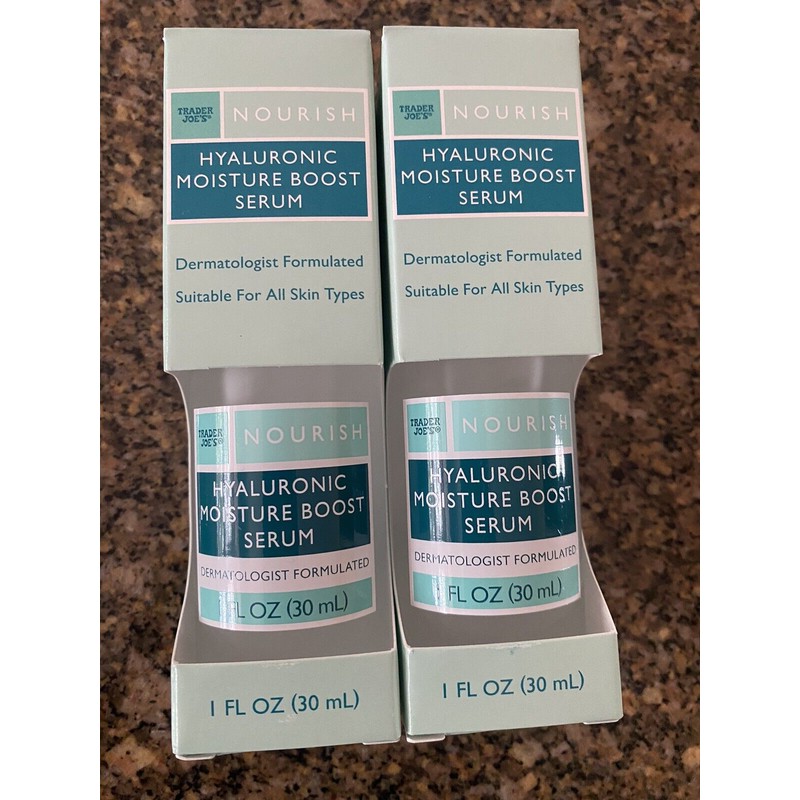 TRADER JOE'S® NOURISH
HYALURONIC
MOISTURE BOOST
SERUM
Dermatologist Formulated
Suitable For All Skin Types
TRADER JOE'S® NOURISH
HYALURONIC
MOISTURE BOOST
SERUM
DERMATOLOGIST FORMULATED
FL OZ (30 mL)
1 FL OZ (30 mL)
TRADER JOE'S® NOURISH
HYALURONIC
MOISTURE BOOST
SERUM
Dermatologist Formulated
Suitable For All Skin Types
TRADER JOE'S® NOURISH
HYALURONIC
MOISTURE BOOST
SERUM
DERMATOLOGIST FORMULATED
FL OZ (30 mL)
1 FL OZ (30 mL)